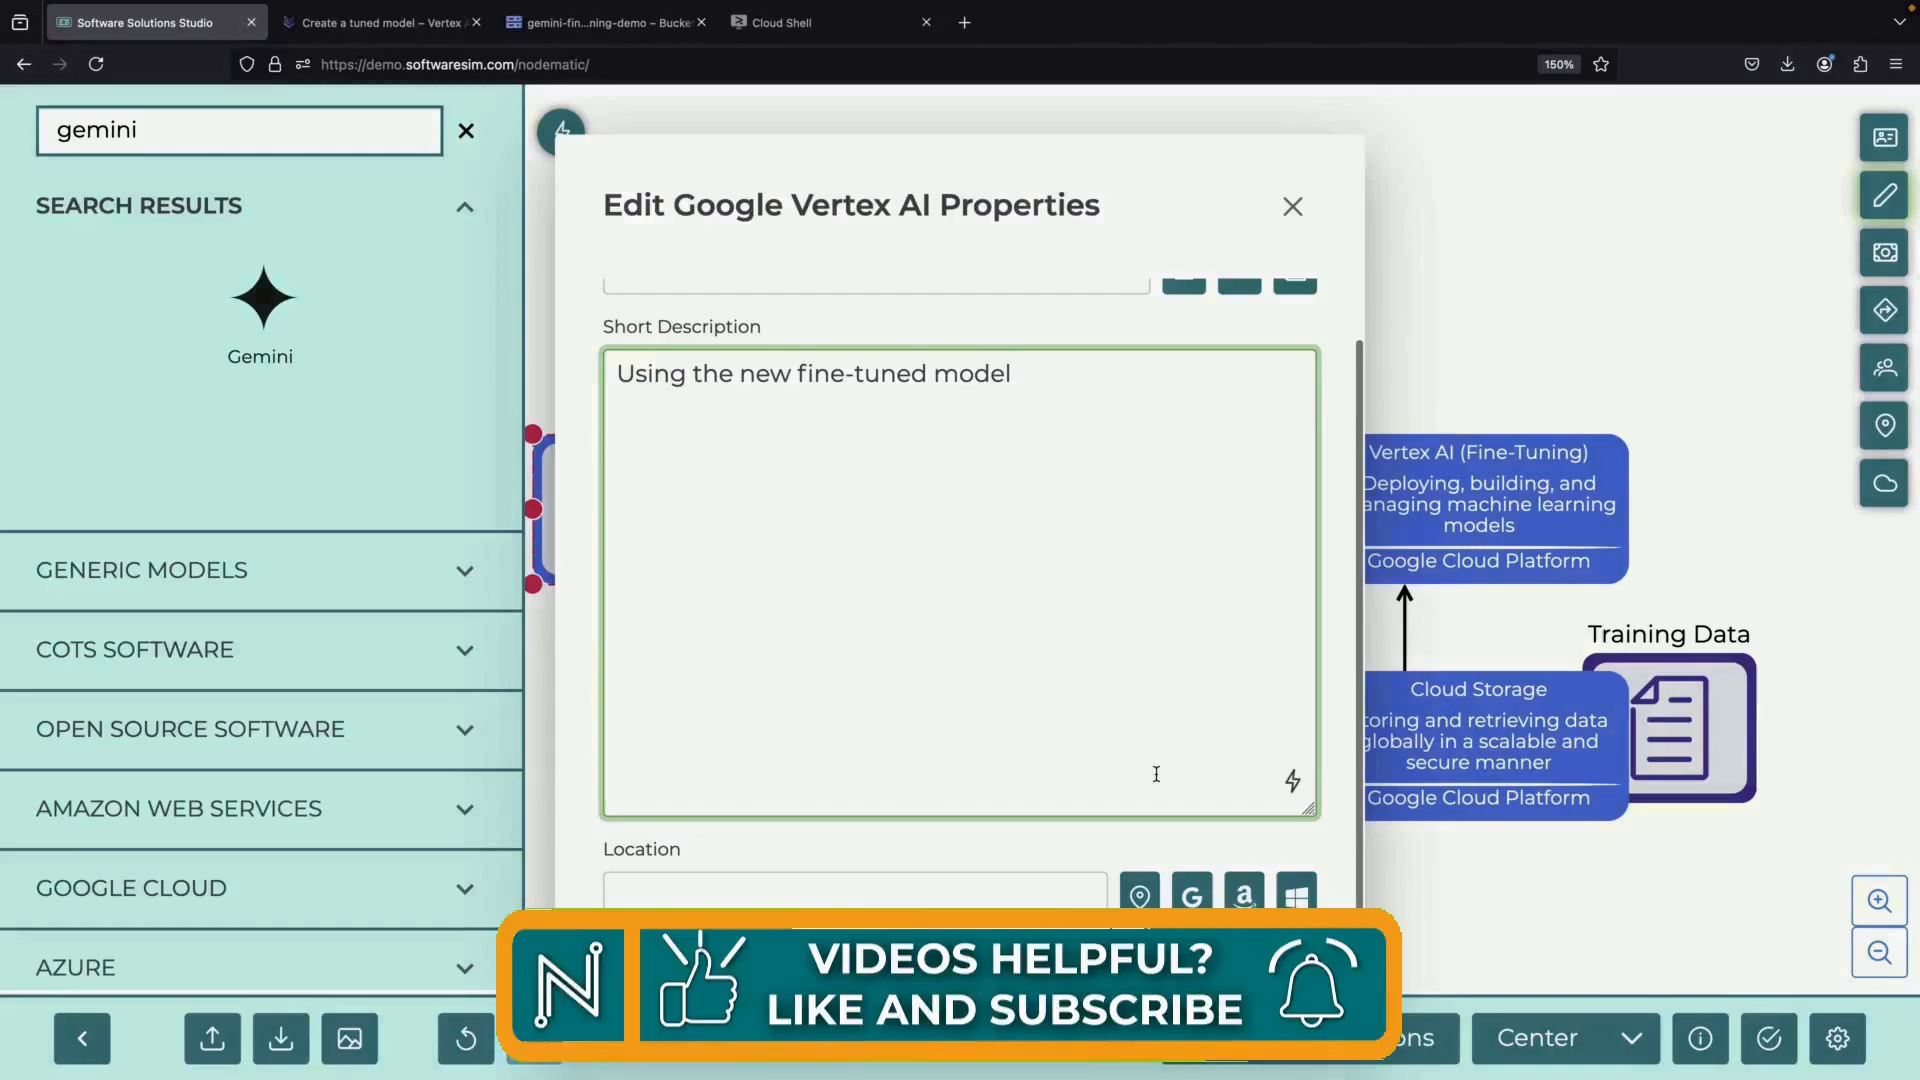 Software Solutions Studio
Create a tuned model – Vertex A
gemini-fin...ning-demo – Bucke
Cloud Shell
https://demo.softwaresim.com/nodematic/
150%
gemini
SEARCH RESULTS
Gemini
GENERIC MODELS
COTS SOFTWARE
OPEN SOURCE SOFTWARE
AMAZON WEB SERVICES
GOOGLE CLOUD
AZURE
Edit Google Vertex AI Properties
Short Description
Using the new fine-tuned model
Location
Vertex AI (Fine-Tuning)
Deploying, building, and
anaging machine learning
models
Google Cloud Platform
Training Data
Cloud Storage
toring and retrieving data
globally in a scalable and
secure manner
Google Cloud Platform
VIDEOS HELPFUL?
LIKE AND SUBSCRIBE
ons
Center